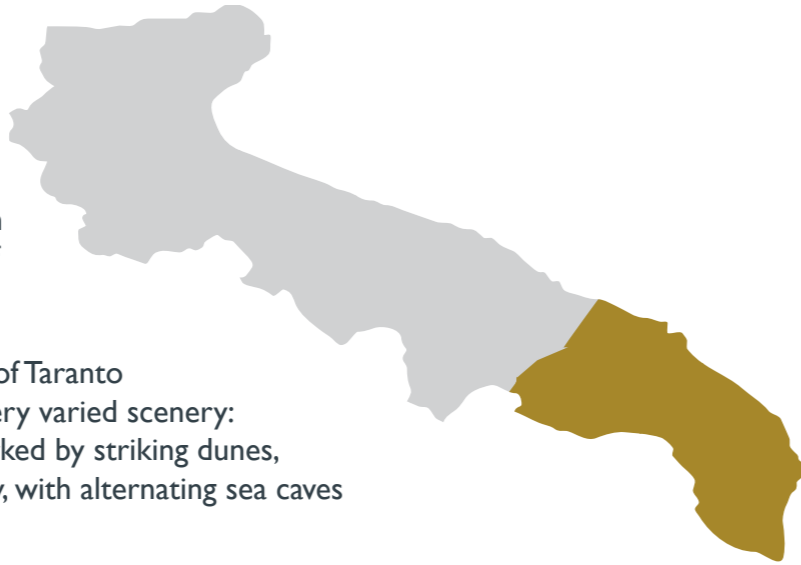 of Taranto
ery varied scenery:
ked by striking dunes,
, with alternating sea caves